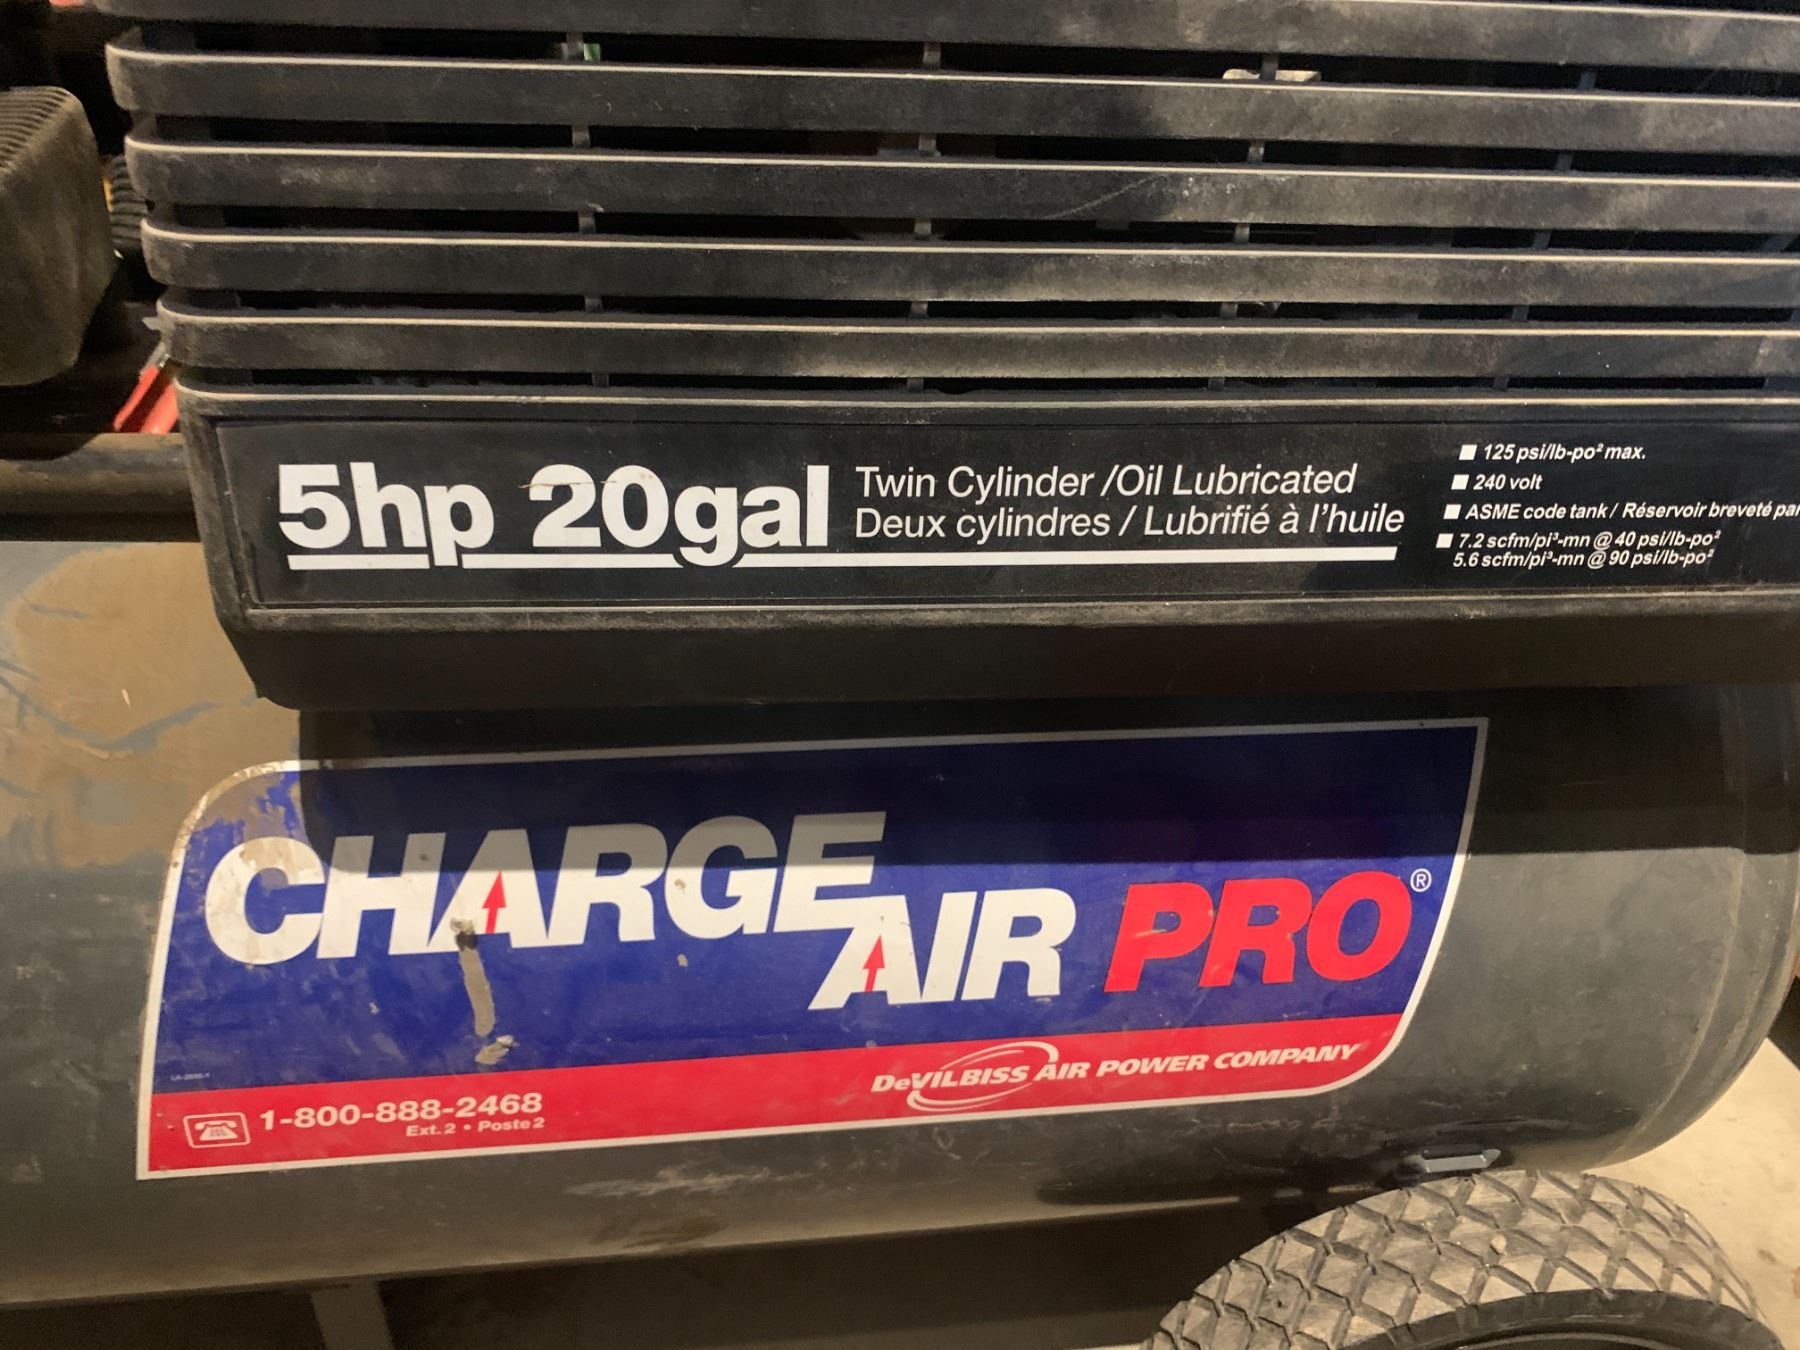 5hp 20gal
Twin Cylinder /Oil Lubricated
Deux cylindres / Lubrifié à l'huile
125 psi/lb-po² max.
240 volt
ASME code tank / Réservoir breveté par
7.2 scfm/pi³-mn @ 40 psi/lb-po²
5.6 scfm/pi³-mn @ 90 psi/lb-po²
CHARGE
AIR PRO®
DeVILBISS AIR POWER COMPANY
1-800-888-2468
Ext. 2 • Poste 2